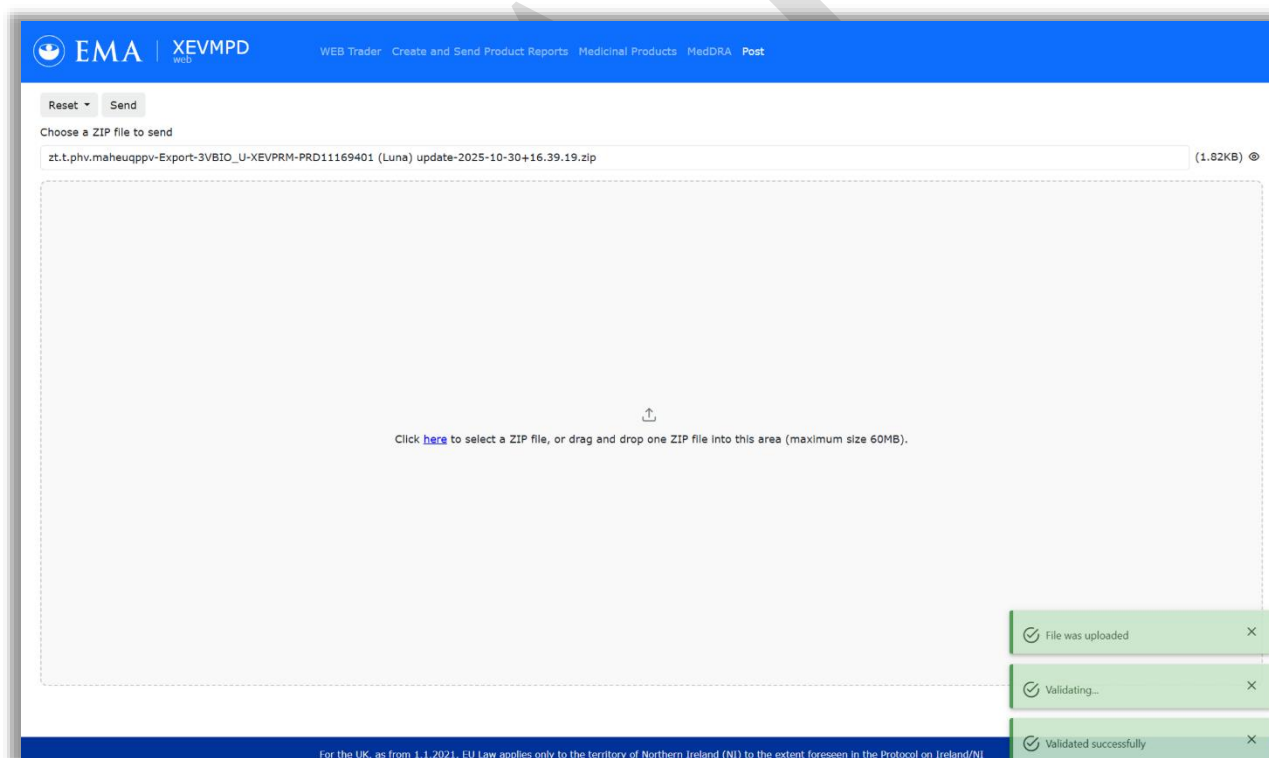 EMA
XEVMPD
web
WEB Trader Create and Send Product Reports Medicinal Products MedDRA Post
Reset Send
Choose a ZIP file to send
zt.t.phv.maheuqppv-Export-3VBIO_U-XEVPRM-PRD11169401 (Luna) update-2025-10-30+16.39.19.zip (1.82KB)
Click here to select a ZIP file, or drag and drop one ZIP file into this area (maximum size 60MB).
File was uploaded
Validating...
Validated successfully
For the UK, as from 1.1.2021, EU Law applies only to the territory of Northern Ireland (NI) to the extent foreseen in the Protocol on Ireland/NI